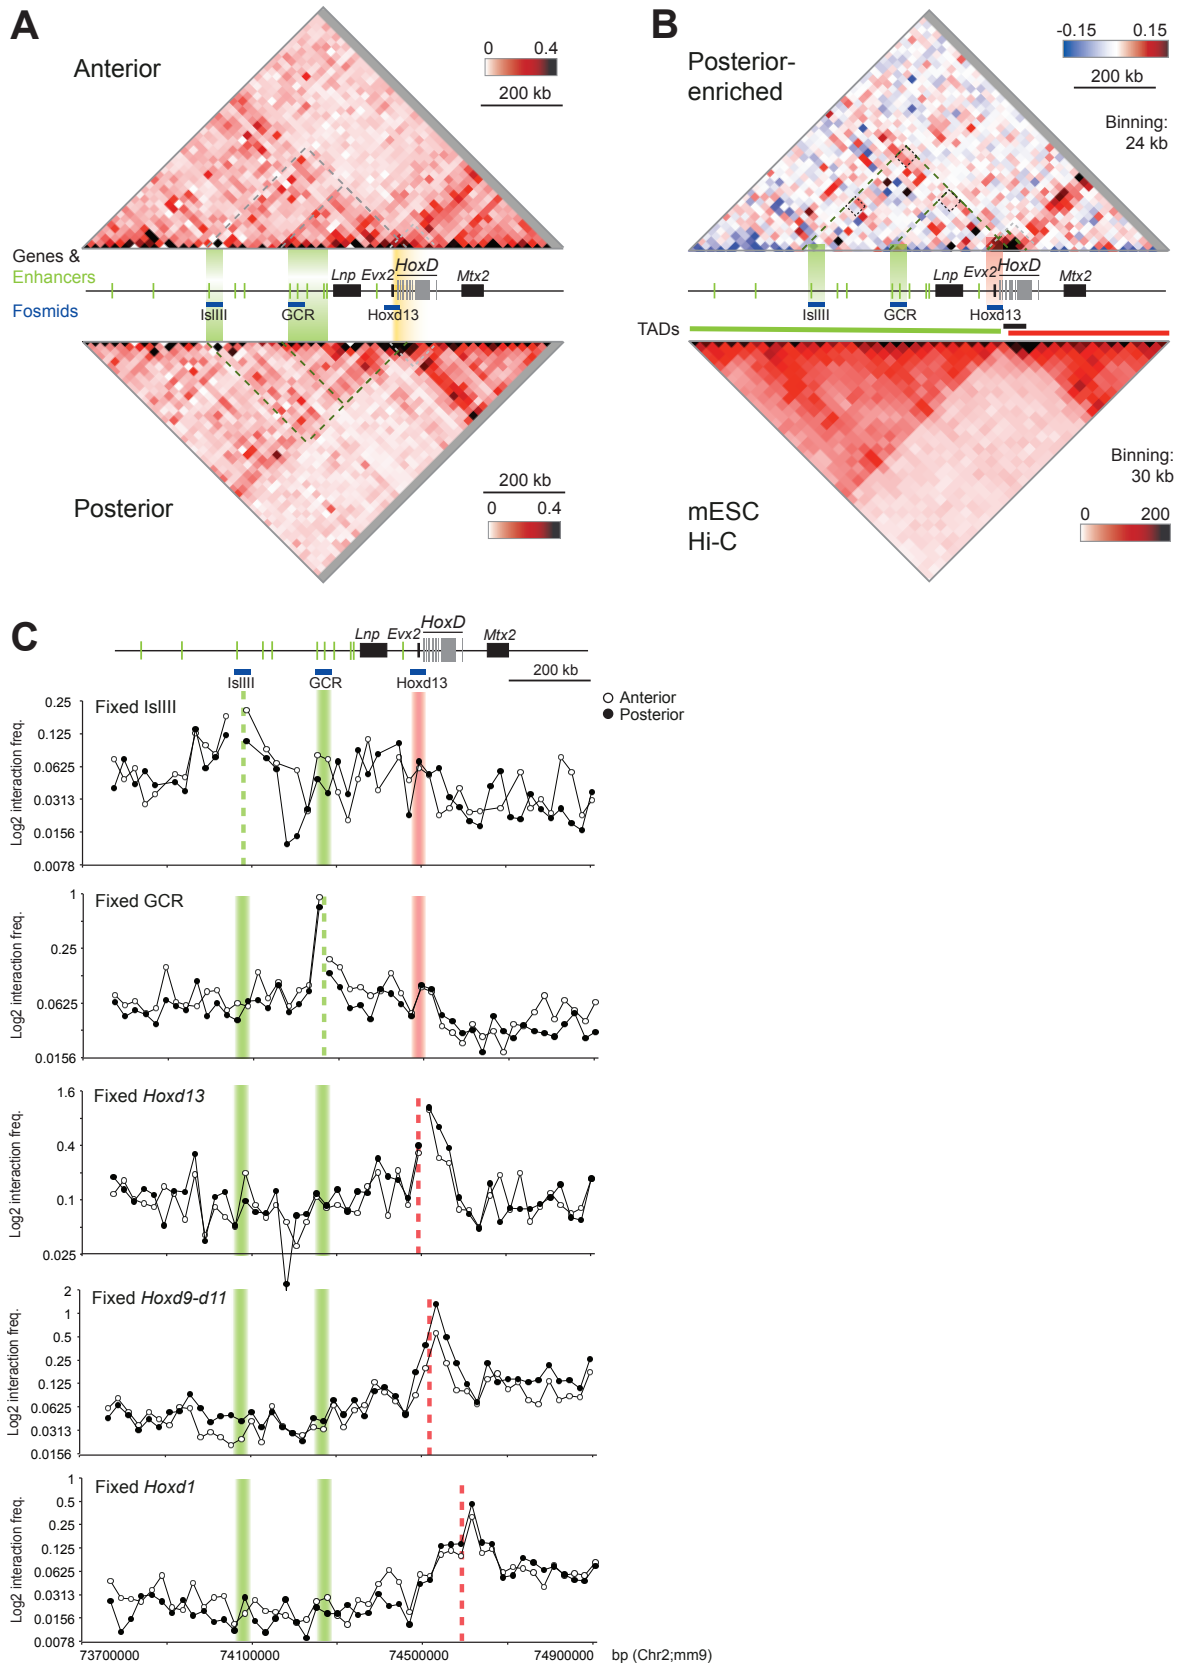 A
Anterior
0 0.4
200 kb
B
Posterior-
enriched
-0.15 0.15
200 kb
Binning:
24 kb
Genes &
Enhancers
Fosmids
Lnp Evx2 HoxD Mtx2
IslIII GCR Hoxd13
Lnp Evx2 HoxD Mtx2
IslIII GCR Hoxd13
TADs
Posterior
200 kb
0 0.4
mESC
Hi-C
Binning:
30 kb
0 200
C
Lnp Evx2 HoxD Mtx2
200 kb
IslIII GCR Hoxd13
Anterior
Posterior
Fixed IslIII
Log2 interaction freq.
0.25
0.125
0.0625
0.0313
0.0156
0.0078
Fixed GCR
Log2 interaction freq.
1
0.25
0.0625
0.0156
Fixed Hoxd13
Log2 interaction freq.
1.6
0.4
0.1
0.025
Fixed Hoxd9-d11
Log2 interaction freq.
2
1
0.5
0.25
0.125
0.0625
0.0313
0.0156
Fixed Hoxd1
Log2 interaction freq.
1
0.5
0.25
0.125
0.0625
0.0313
0.0156
0.0078
73700000 74100000 74500000 74900000 bp (Chr2;mm9)